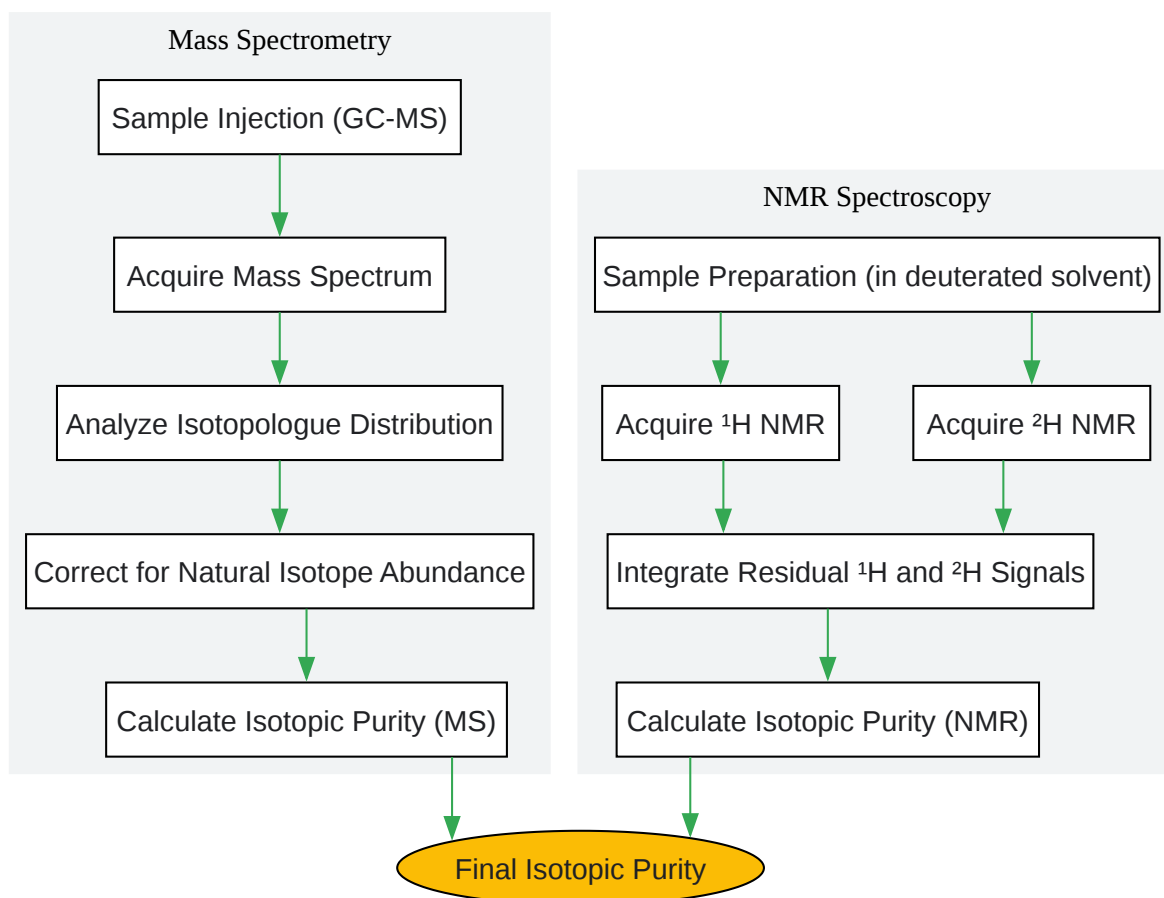 Mass Spectrometry
Sample Injection (GC-MS)
Acquire Mass Spectrum
Analyze Isotopologue Distribution
Correct for Natural Isotope Abundance
Calculate Isotopic Purity (MS)
NMR Spectroscopy
Sample Preparation (in deuterated solvent)
Acquire ¹H NMR
Acquire ²H NMR
Integrate Residual ¹H and ²H Signals
Calculate Isotopic Purity (NMR)
Final Isotopic Purity